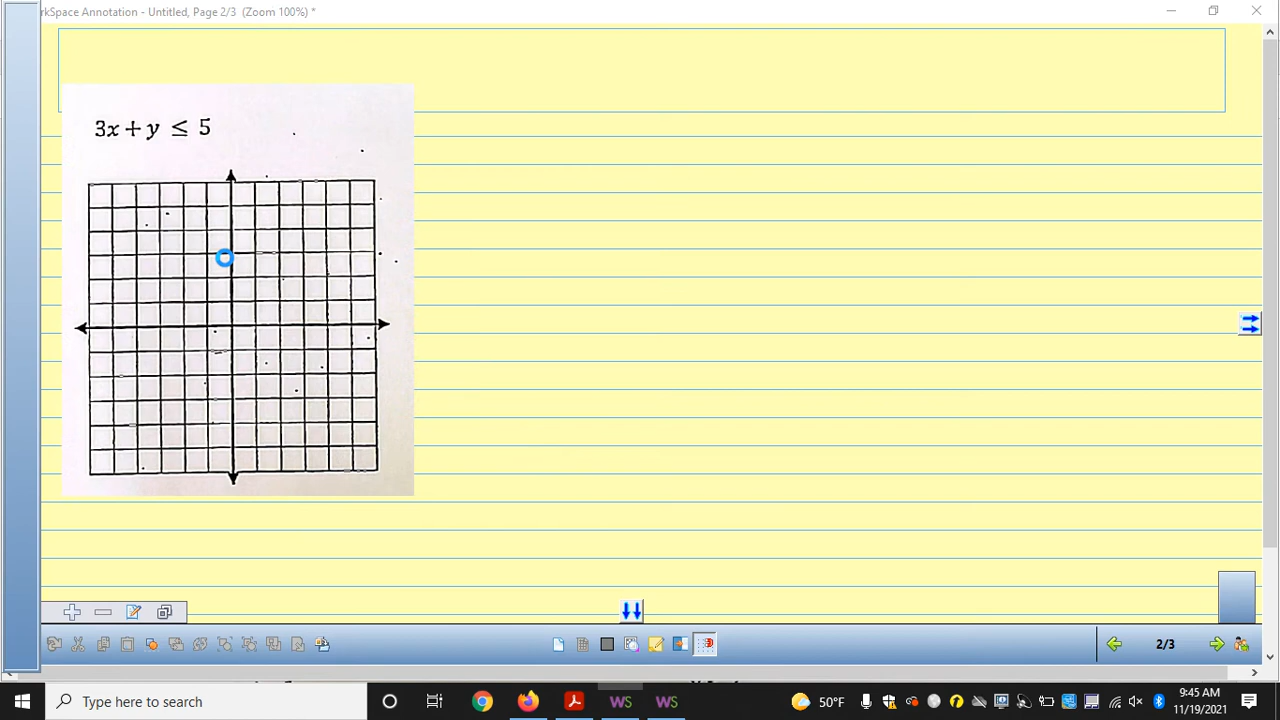 rkSpace Annotation - Untitled, Page 2/3 (Zoom 100%) *
3x + y ≤ 5
2/3
Type here to search
WS
WS
50°F
9:45 AM
11/19/2021